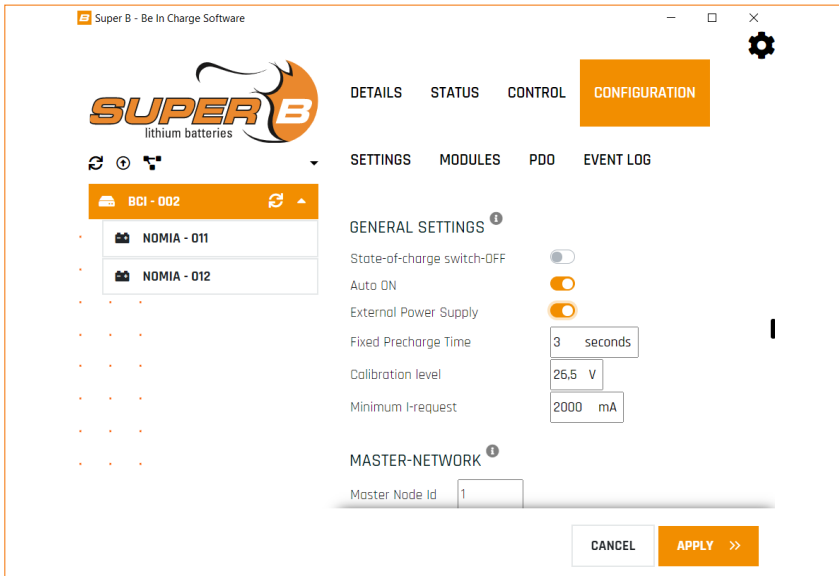 Super B - Be In Charge Software
SUPER B
lithium batteries
DETAILS STATUS CONTROL CONFIGURATION
SETTINGS MODULES PDO EVENT LOG
BCI - 002
NOMIA - 011
NOMIA - 012
GENERAL SETTINGS
State-of-charge switch-OFF
Auto ON
External Power Supply
Fixed Precharge Time 3 seconds
Calibration level 26,5 V
Minimum I-request 2000 mA
MASTER-NETWORK
Master Node Id 1
CANCEL APPLY